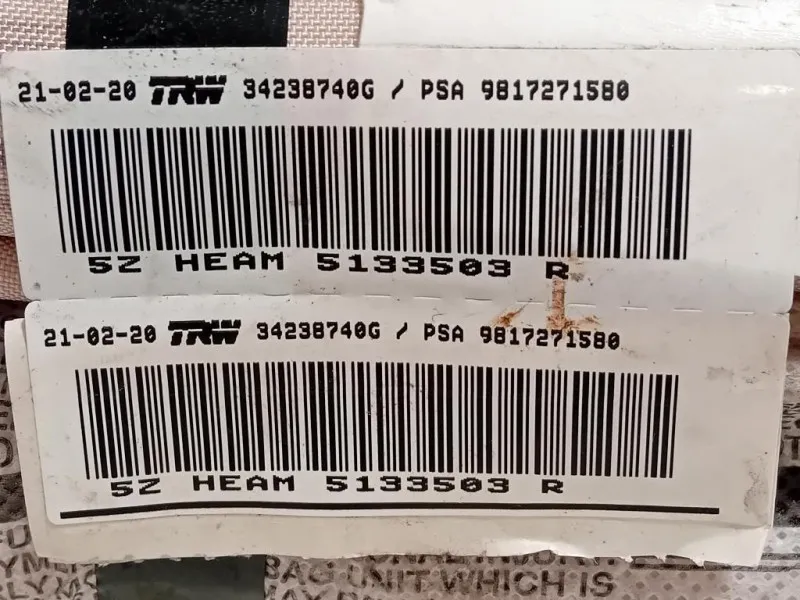 21-02-20 TRW 34238740G / PSA 9817271580
5Z HEAM 5133503 R
21-02-20 TRW 34238740G / PSA 9817271580
5Z HEAM 5133503 R
BAG UNIT WHICH IS